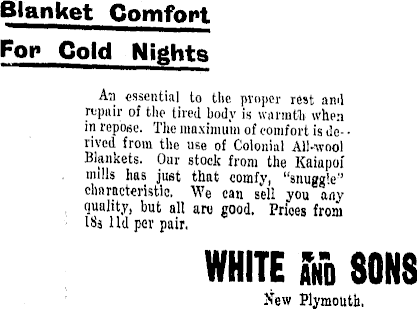 Blanket Comfort
For Cold Nights
An essential to the proper rest and
repair of the tired body is warmth when
in repose. The maximum of comfort is de-
rived from the use of Colonial All-wool
Blankets. Our stock from the Kaiapoi
mills has just that comfy, "snuggle"
characteristic. We can sell you any
quality, but all are good. Prices from
18s 11d per pair.
WHITE AND SONS
New Plymouth.